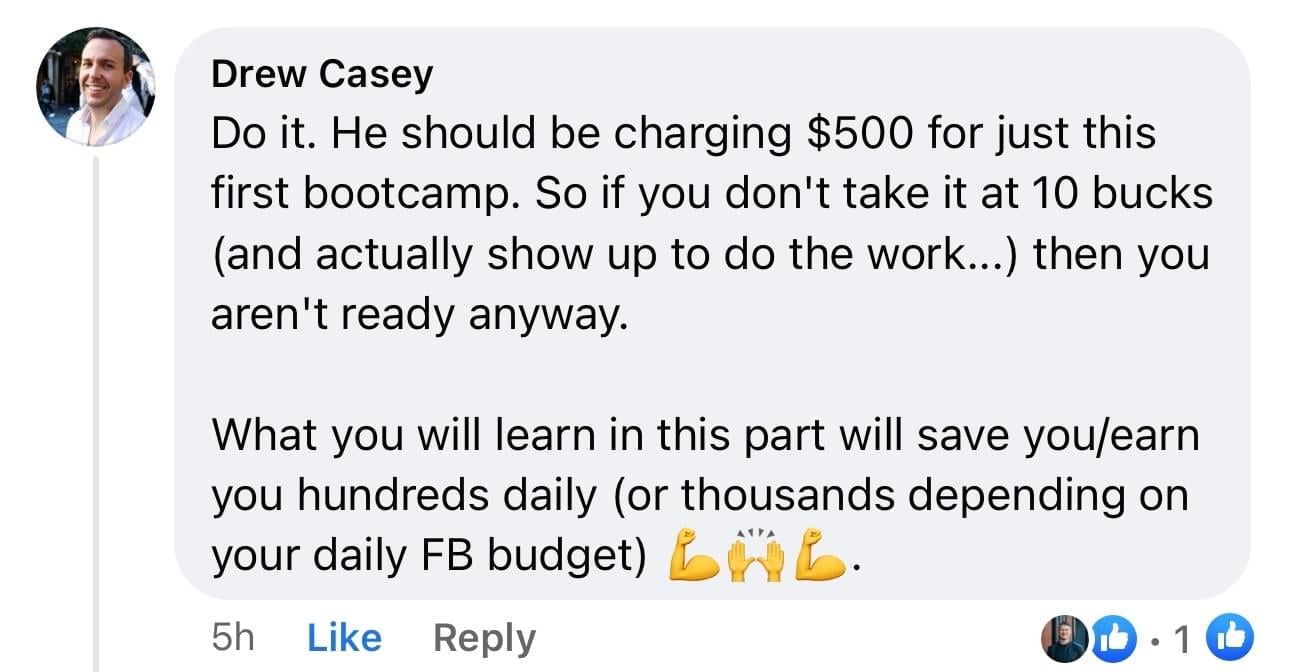 Drew Casey
Do it. He should be charging $500 for just this
first bootcamp. So if you don't take it at 10 bucks
(and actually show up to do the work...) then you
aren't ready anyway.
What you will learn in this part will save you/earn
you hundreds daily (or thousands depending on
your daily FB budget) 💪🙌💪.
5h Like Reply · 1